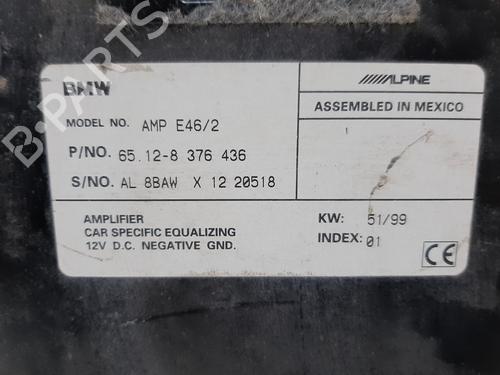 BMW
ALPINE
ASSEMBLED IN MEXICO
MODEL NO. AMP E46/2
P/NO. 65.12-8 376 436
S/NO. AL 8BAW X 12 20518
AMPLIFIER
CAR SPECIFIC EQUALIZING
12V D.C. NEGATIVE GND.
KW: 51/99
INDEX: 01
CE
B-PARTS